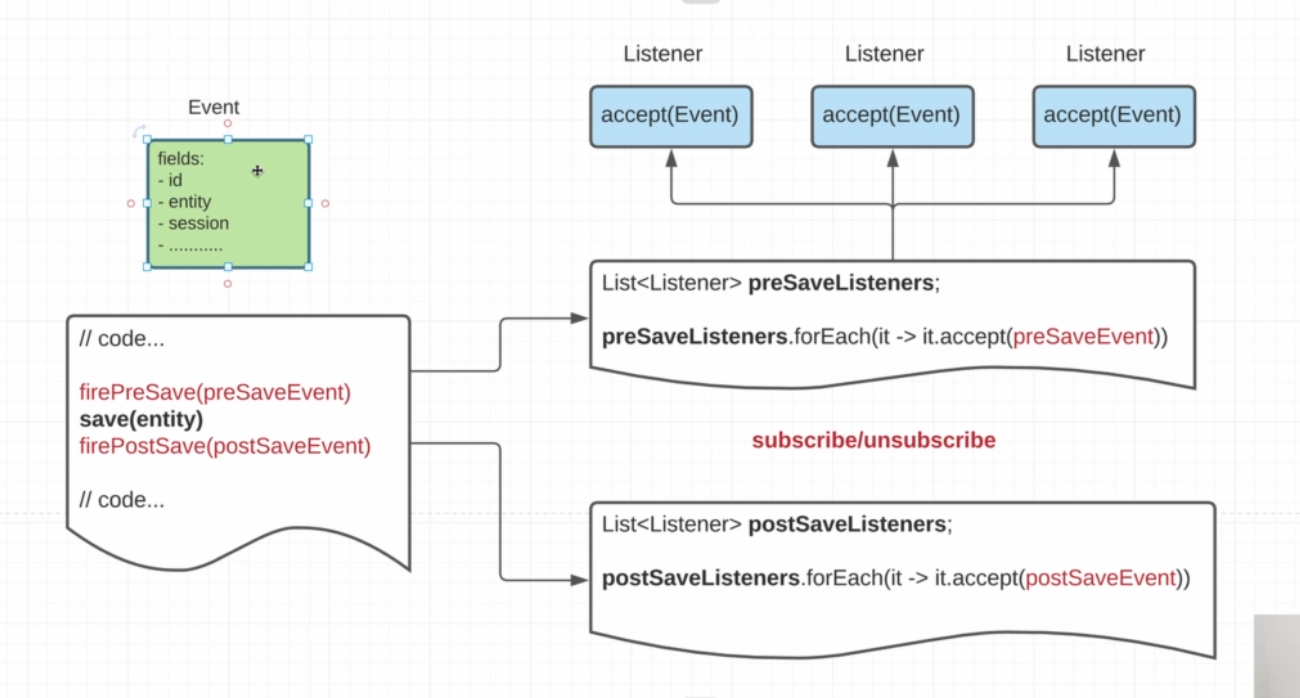 Event
fields:
- id
- entity
- session
- ...........
// code...
firePreSave(preSaveEvent)
save(entity)
firePostSave(postSaveEvent)
// code...
Listener
Listener
Listener
accept(Event)
accept(Event)
accept(Event)
List<Listener> preSaveListeners;
preSaveListeners.forEach(it -> it.accept(preSaveEvent))
subscribe/unsubscribe
List<Listener> postSaveListeners;
postSaveListeners.forEach(it -> it.accept(postSaveEvent))